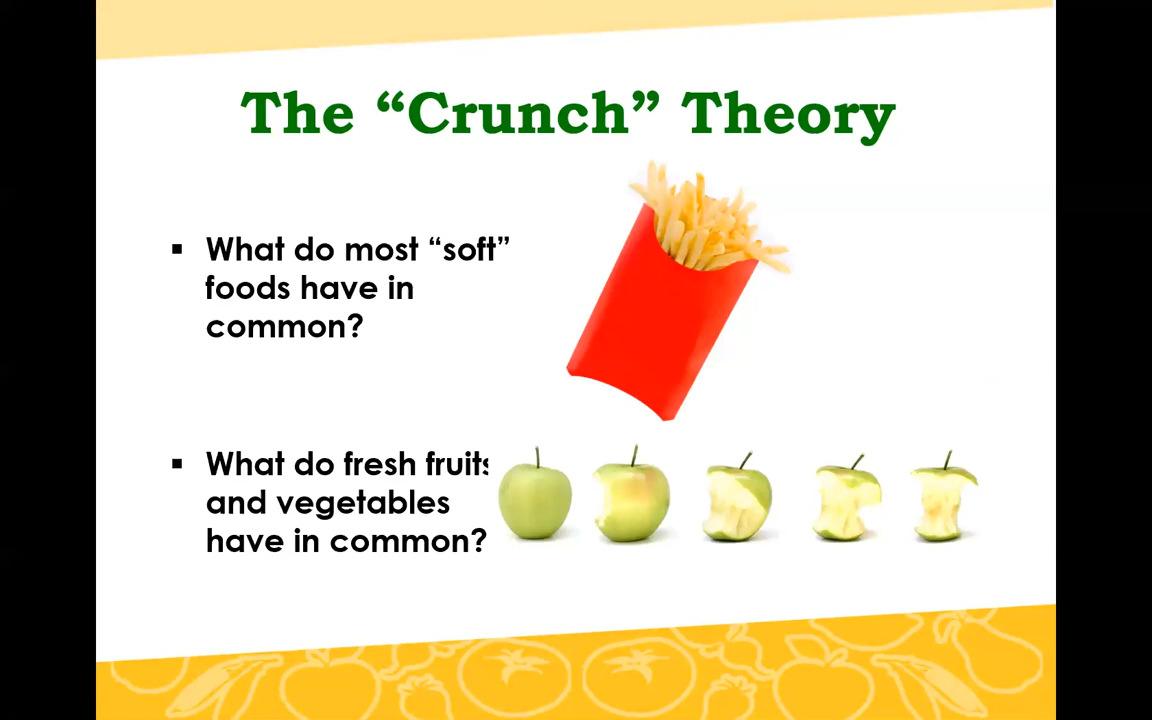 The “Crunch” Theory
▪ What do most “soft”
foods have in
common?
▪ What do fresh fruits
and vegetables
have in common?